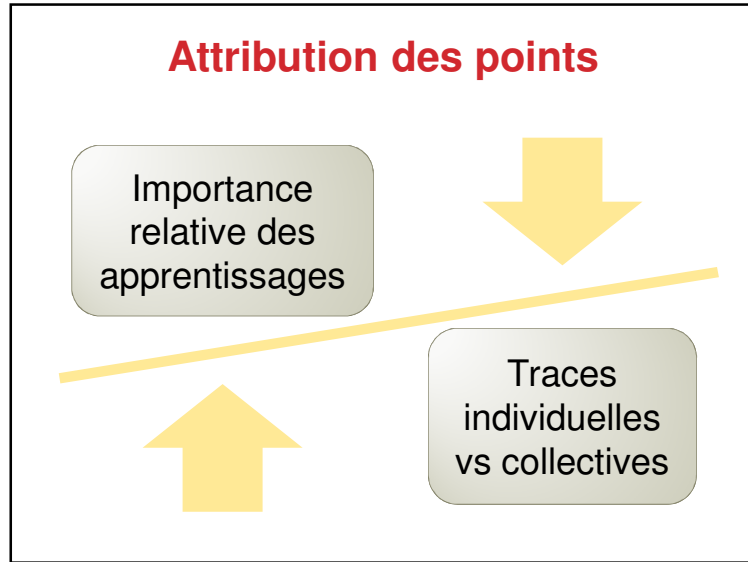 Attribution des points
Importance
relative des
apprentissages
Traces
individuelles
vs collectives